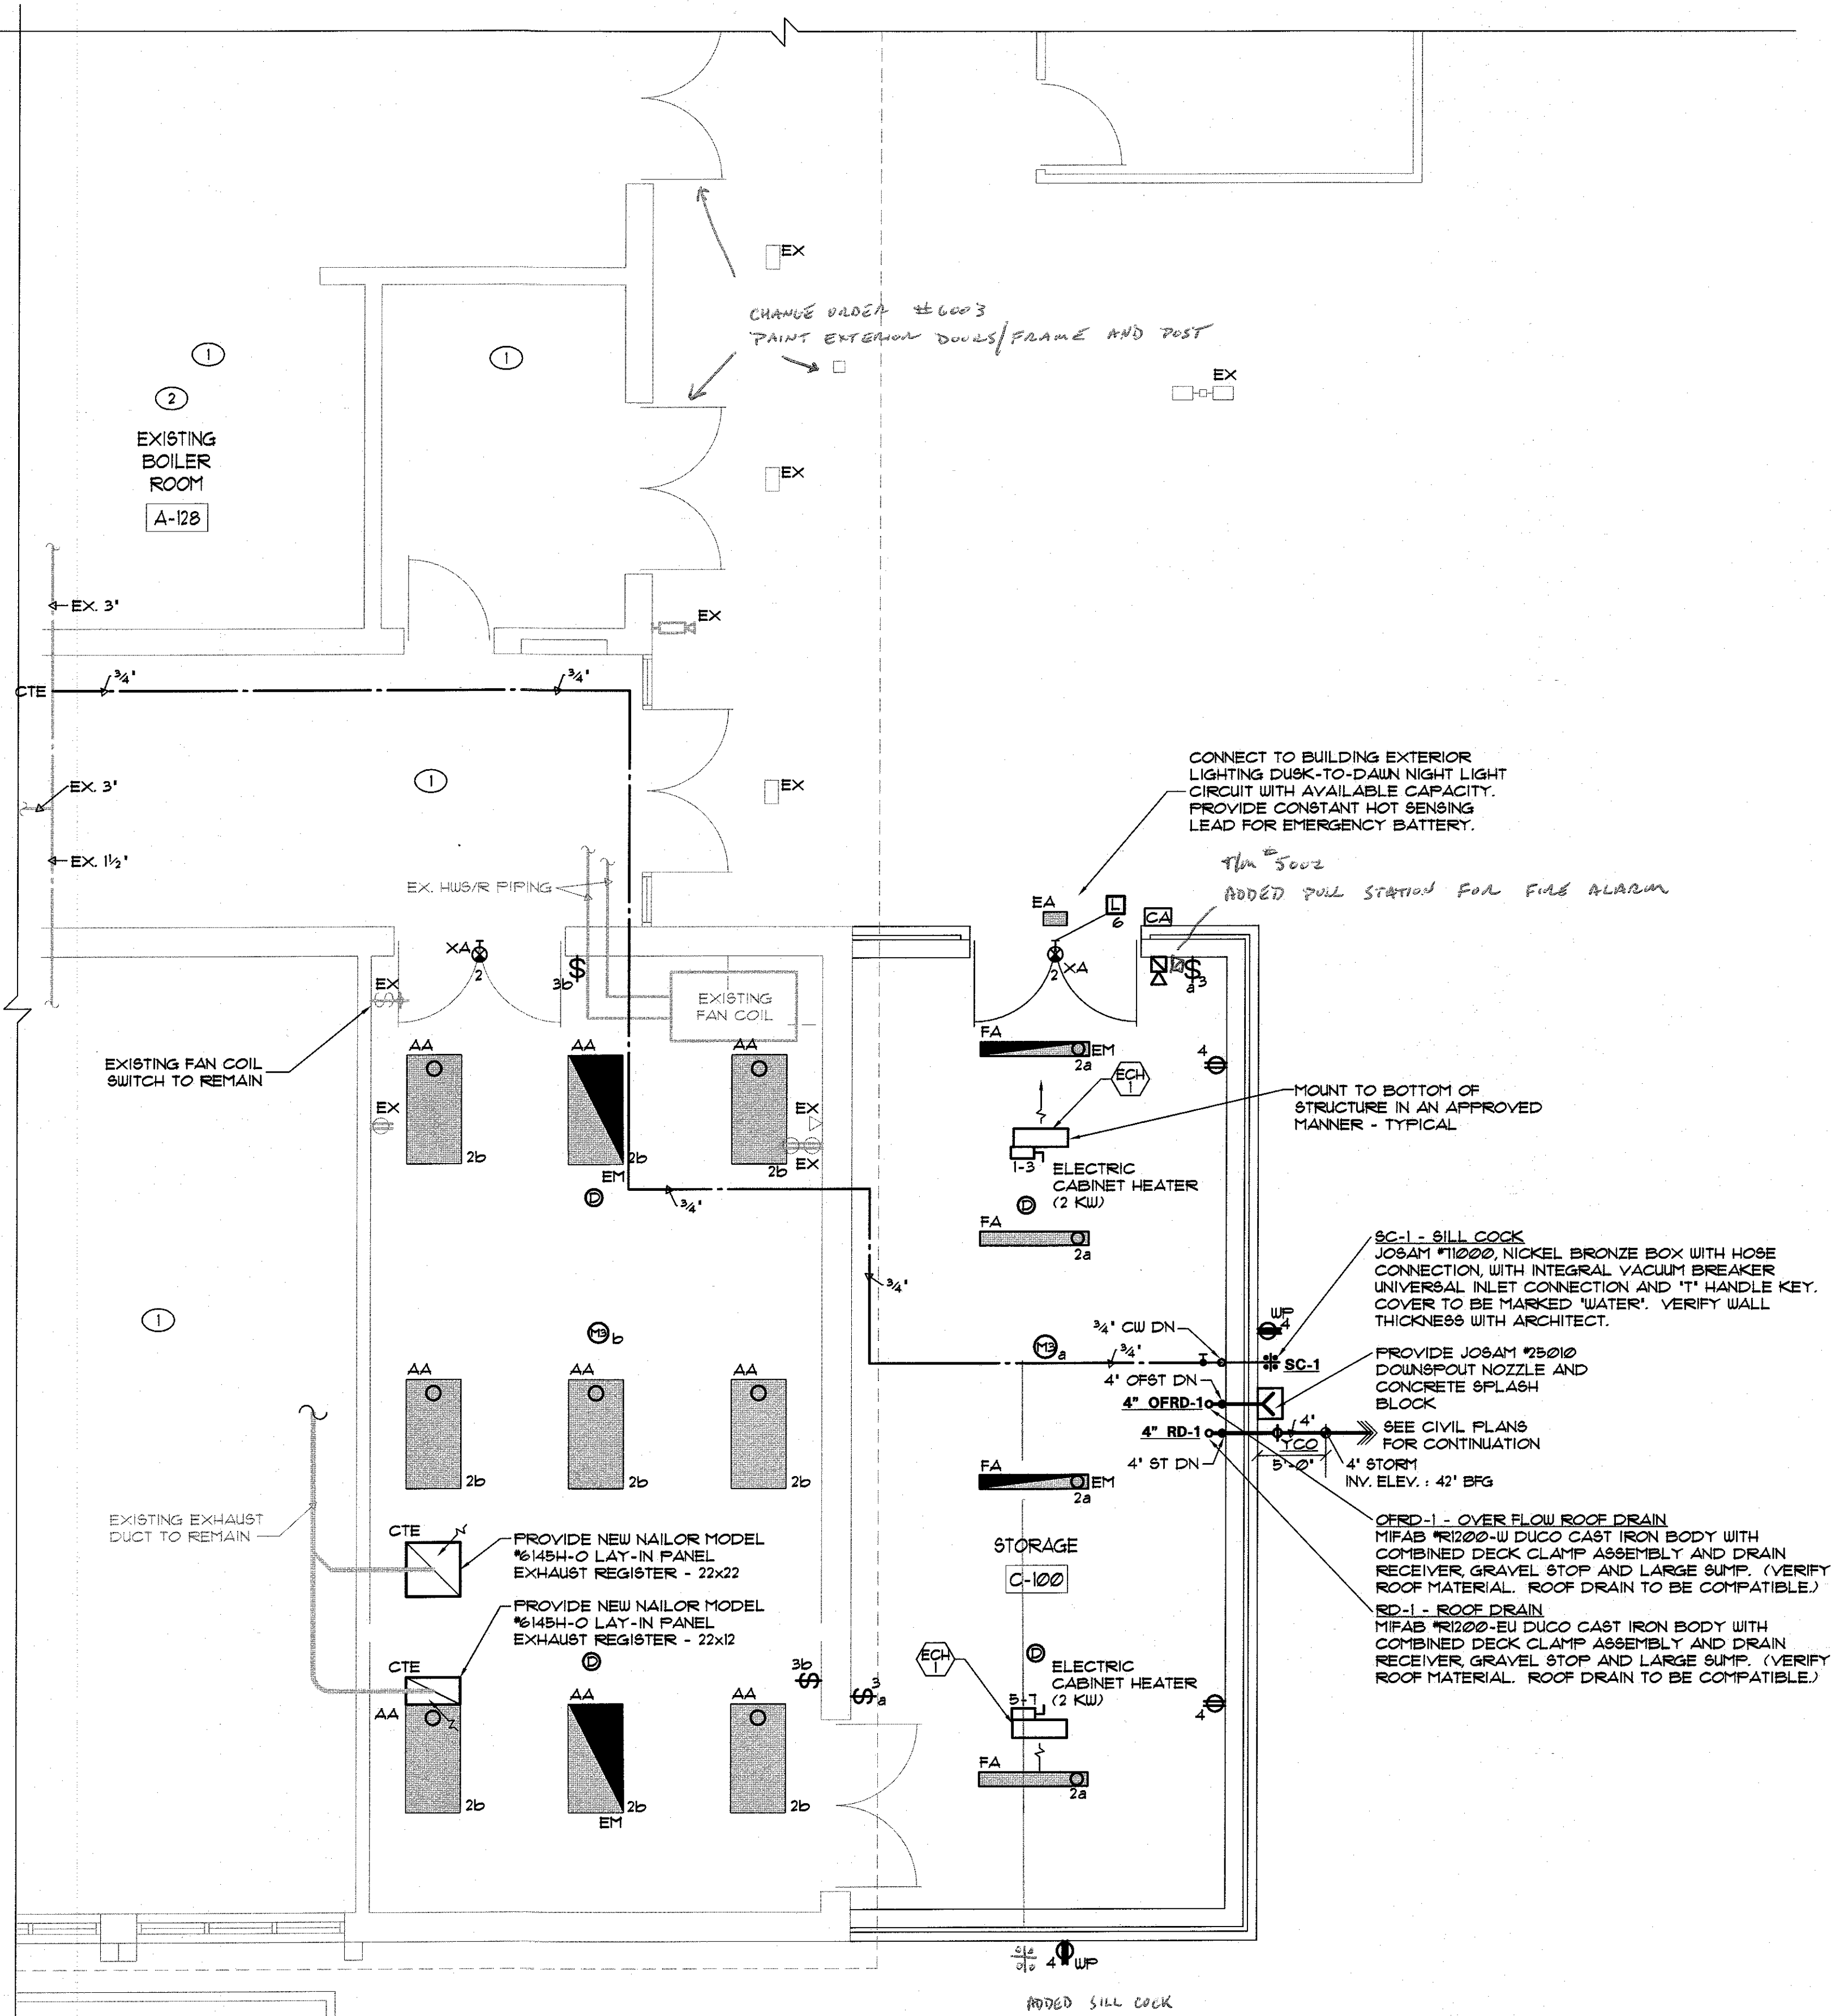 EX
CHANGE ORDER #6003
PAINT EXTERIOR DOORS/FRAME AND POST
1
1
EX
2
EXISTING
BOILER
ROOM
A-128
EX
EX. 3"
EX
CTE
3/4"
3/4"
EX. 3"
1
EX
EX. 1½"
EX. HWS/R PIPING
CONNECT TO BUILDING EXTERIOR
LIGHTING DUSK-TO-DAWN NIGHT LIGHT
CIRCUIT WITH AVAILABLE CAPACITY.
PROVIDE CONSTANT HOT SENSING
LEAD FOR EMERGENCY BATTERY.
T/M #5002
ADDED PULL STATION FOR FIRE ALARM
EA
L
6
CA
XA
2
3b
$
2
XA
$
a
3
EX
EXISTING
FAN COIL
EXISTING FAN COIL
SWITCH TO REMAIN
AA
AA
AA
FA
EM
2a
4
ECH
1
MOUNT TO BOTTOM OF
STRUCTURE IN AN APPROVED
MANNER - TYPICAL
EX
EX
2b
2b
2b
EX
EM
D
1-3
ELECTRIC
CABINET HEATER
(2 KW)
D
3/4"
FA
2a
3/4"
1
M3
b
M3
a
3/4"
3/4" CW DN
WP
4
SC-1
SC-1 - SILL COCK
JOSAM #71000, NICKEL BRONZE BOX WITH HOSE
CONNECTION, WITH INTEGRAL VACUUM BREAKER
UNIVERSAL INLET CONNECTION AND "T" HANDLE KEY.
COVER TO BE MARKED "WATER". VERIFY WALL
THICKNESS WITH ARCHITECT.
PROVIDE JOSAM #25010
DOWNSPOUT NOZZLE AND
CONCRETE SPLASH
BLOCK
4" OFST DN
4" OFRD-1
4" RD-1
4" ST DN
4"
YCO
5'-0"
SEE CIVIL PLANS
FOR CONTINUATION
4" STORM
INV. ELEV. : 42" BFG
AA
AA
AA
2b
2b
2b
FA
EM
2a
OFRD-1 - OVER FLOW ROOF DRAIN
MIFAB #R1200-W DUCO CAST IRON BODY WITH
COMBINED DECK CLAMP ASSEMBLY AND DRAIN
RECEIVER, GRAVEL STOP AND LARGE SUMP. (VERIFY
ROOF MATERIAL. ROOF DRAIN TO BE COMPATIBLE.)
RD-1 - ROOF DRAIN
MIFAB #R1200-EU DUCO CAST IRON BODY WITH
COMBINED DECK CLAMP ASSEMBLY AND DRAIN
RECEIVER, GRAVEL STOP AND LARGE SUMP. (VERIFY
ROOF MATERIAL. ROOF DRAIN TO BE COMPATIBLE.)
EXISTING EXHAUST
DUCT TO REMAIN
CTE
PROVIDE NEW NAILOR MODEL
#6145H-O LAY-IN PANEL
EXHAUST REGISTER - 22x22
PROVIDE NEW NAILOR MODEL
#6145H-O LAY-IN PANEL
EXHAUST REGISTER - 22x12
STORAGE
C-100
CTE
D
3b
$
$
3
a
ECH
1
D
ELECTRIC
CABINET HEATER
(2 KW)
5-7
4
AA
AA
AA
2b
2b
2b
EM
FA
2a
4
WP
ADDED SILL COCK